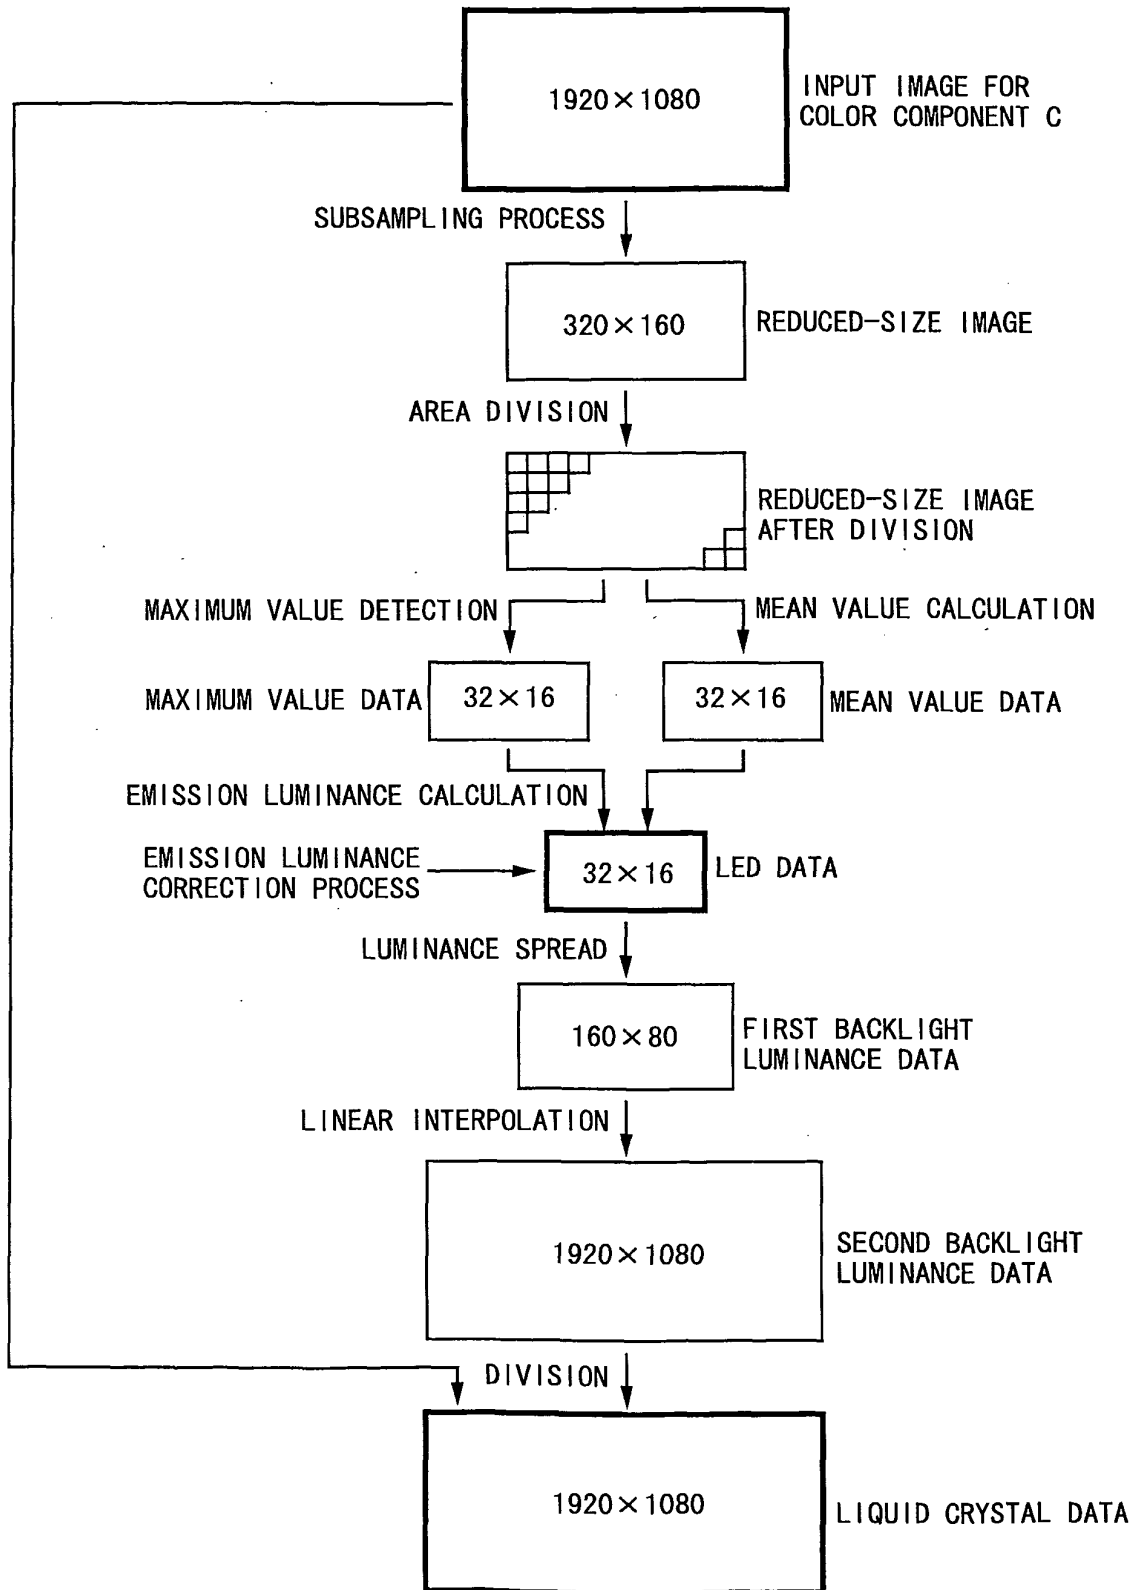 1920×1080
INPUT IMAGE FOR
COLOR COMPONENT C
SUBSAMPLING PROCESS
320×160
REDUCED-SIZE IMAGE
AREA DIVISION
REDUCED-SIZE IMAGE
AFTER DIVISION
MAXIMUM VALUE DETECTION
MEAN VALUE CALCULATION
MAXIMUM VALUE DATA
32×16
32×16
MEAN VALUE DATA
EMISSION LUMINANCE CALCULATION
EMISSION LUMINANCE
CORRECTION PROCESS
32×16
LED DATA
LUMINANCE SPREAD
160×80
FIRST BACKLIGHT
LUMINANCE DATA
LINEAR INTERPOLATION
1920×1080
SECOND BACKLIGHT
LUMINANCE DATA
DIVISION
1920×1080
LIQUID CRYSTAL DATA